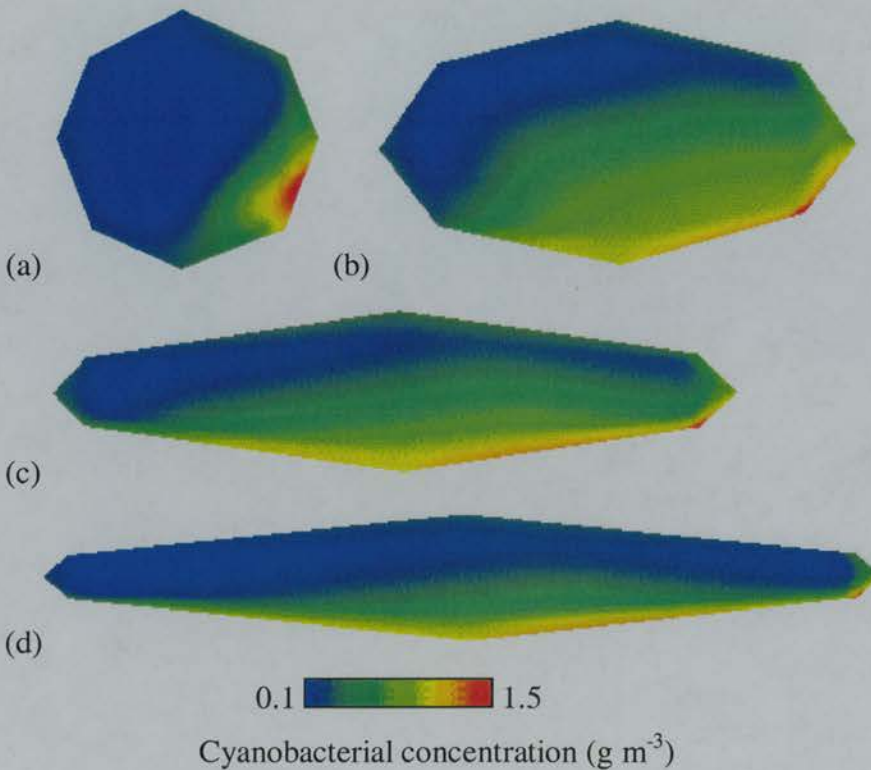 (a)
(b)
(c)
(d)
0.1 1.5
Cyanobacterial concentration (g m⁻³)